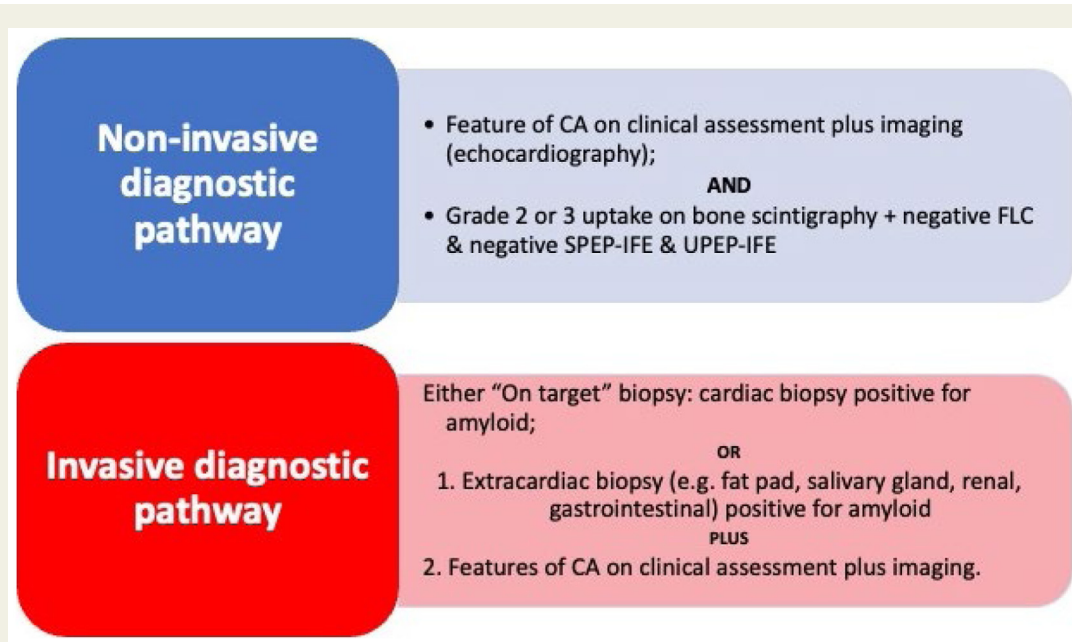 Non-invasive
diagnostic
pathway
• Feature of CA on clinical assessment plus imaging
(echocardiography);
AND
• Grade 2 or 3 uptake on bone scintigraphy + negative FLC
& negative SPEP-IFE & UPEP-IFE
Invasive diagnostic
pathway
Either “On target” biopsy: cardiac biopsy positive for
amyloid;
OR
1. Extracardiac biopsy (e.g. fat pad, salivary gland, renal,
gastrointestinal) positive for amyloid
PLUS
2. Features of CA on clinical assessment plus imaging.